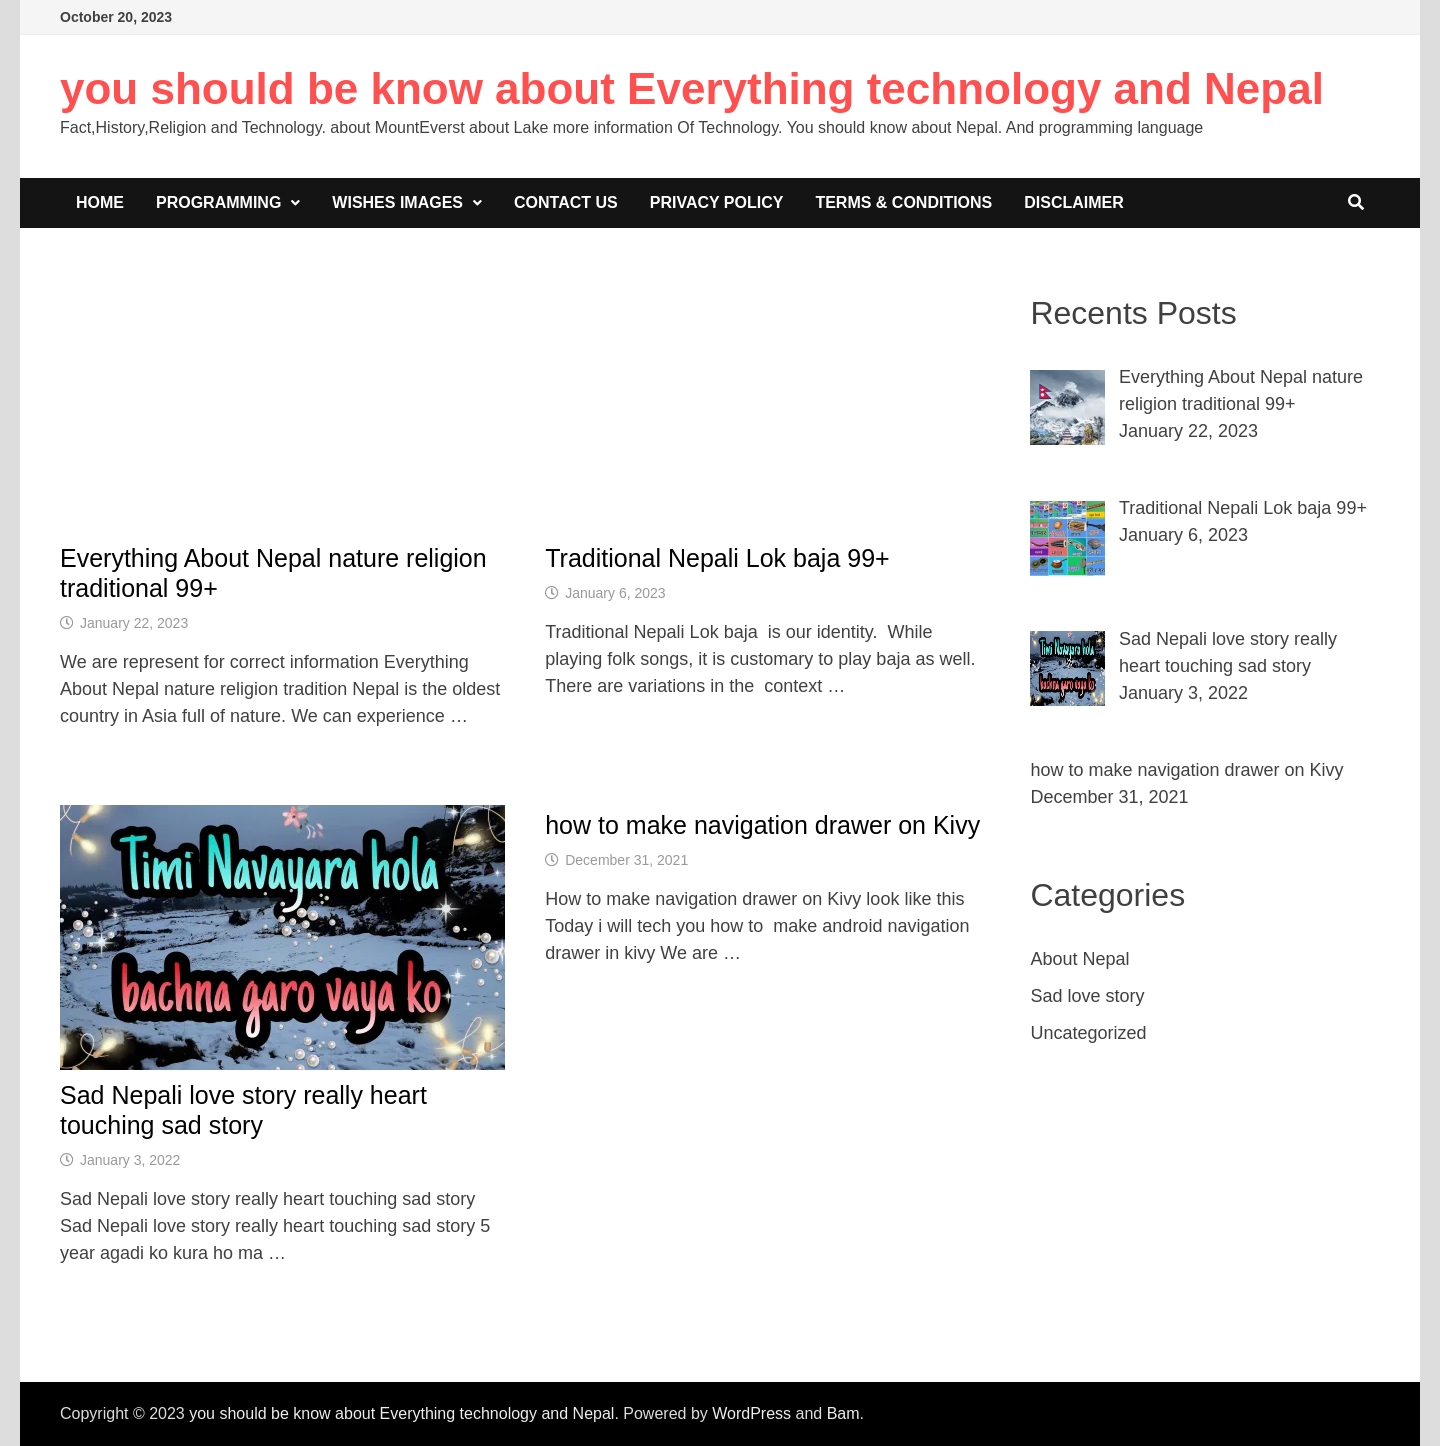 October 20, 2023
you should be know about Everything technology and Nepal
Fact,History,Religion and Technology. about MountEverst about Lake more information Of Technology. You should know about Nepal. And programming language
HOME PROGRAMMING WISHES IMAGES CONTACT US PRIVACY POLICY TERMS & CONDITIONS DISCLAIMER
Everything About Nepal nature religion
traditional 99+
January 22, 2023
We are represent for correct information Everything
About Nepal nature religion tradition Nepal is the oldest
country in Asia full of nature. We can experience …
Traditional Nepali Lok baja 99+
January 6, 2023
Traditional Nepali Lok baja  is our identity.  While
playing folk songs, it is customary to play baja as well.
There are variations in the  context …
Timi Navayara hola
bachna garo vaya ko
Sad Nepali love story really heart
touching sad story
January 3, 2022
Sad Nepali love story really heart touching sad story
Sad Nepali love story really heart touching sad story 5
year agadi ko kura ho ma …
how to make navigation drawer on Kivy
December 31, 2021
How to make navigation drawer on Kivy look like this
Today i will tech you how to  make android navigation
drawer in kivy We are …
Recents Posts
Everything About Nepal nature
religion traditional 99+
January 22, 2023
Traditional Nepali Lok baja 99+
January 6, 2023
Timi Navayara hola
bachna garo vaya ko
Sad Nepali love story really
heart touching sad story
January 3, 2022
how to make navigation drawer on Kivy
December 31, 2021
Categories
About Nepal
Sad love story
Uncategorized
Copyright © 2023 you should be know about Everything technology and Nepal. Powered by WordPress and Bam.